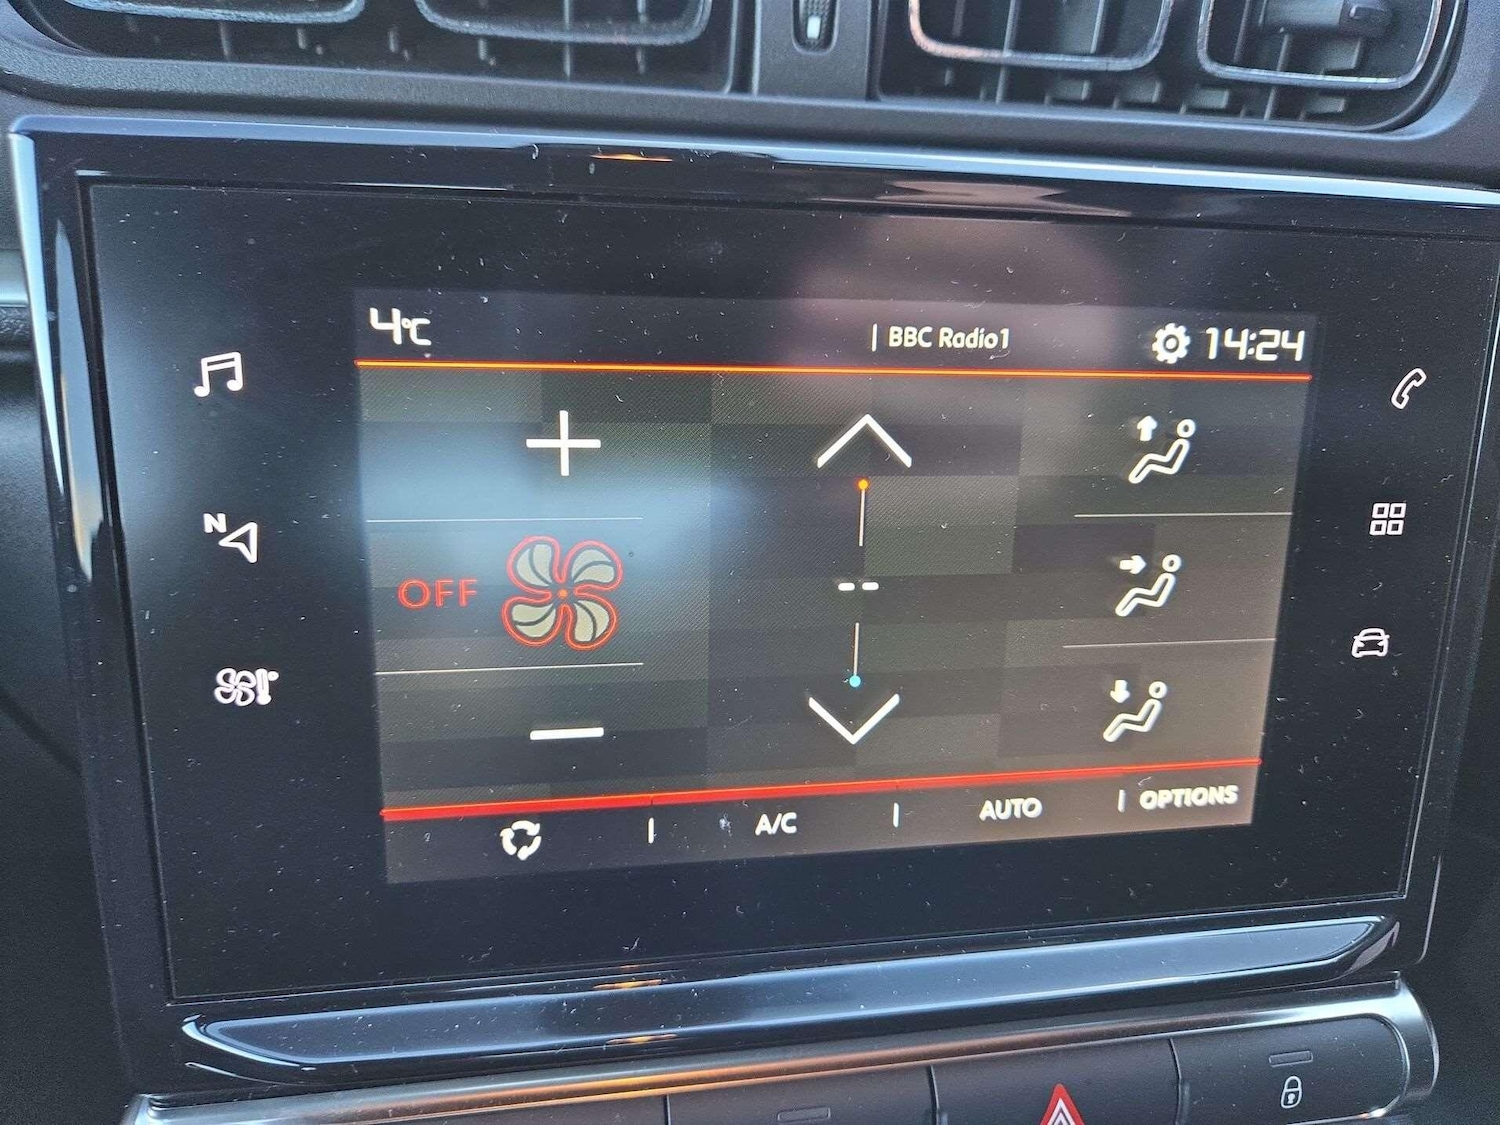 4°C
| BBC Radio1
14:24
N
OFF
--
A/C
AUTO
OPTIONS